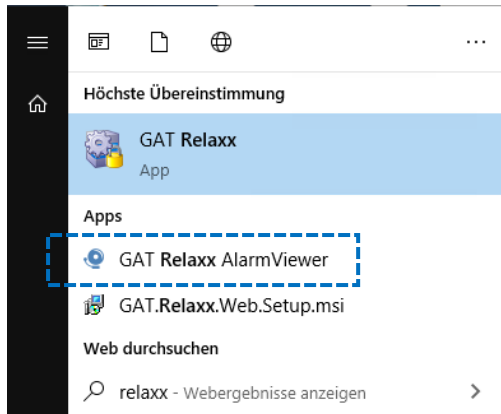 Höchste Übereinstimmung
GAT Relaxx
App
Apps
GAT Relaxx AlarmViewer
GAT.Relaxx.Web.Setup.msi
Web durchsuchen
relaxx - Webergebnisse anzeigen